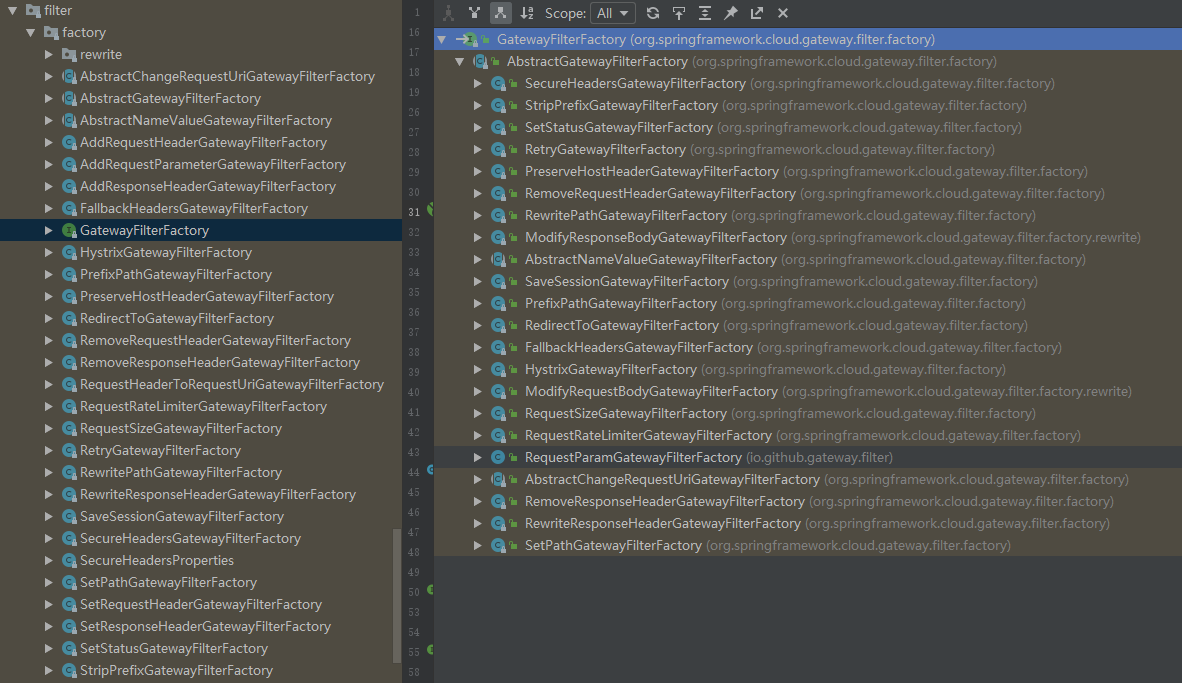 filter
factory
rewrite
AbstractChangeRequestUriGatewayFilterFactory
AbstractGatewayFilterFactory
AbstractNameValueGatewayFilterFactory
AddRequestHeaderGatewayFilterFactory
AddRequestParameterGatewayFilterFactory
AddResponseHeaderGatewayFilterFactory
FallbackHeadersGatewayFilterFactory
GatewayFilterFactory
HystrixGatewayFilterFactory
PrefixPathGatewayFilterFactory
PreserveHostHeaderGatewayFilterFactory
RedirectToGatewayFilterFactory
RemoveRequestHeaderGatewayFilterFactory
RemoveResponseHeaderGatewayFilterFactory
RequestHeaderToRequestUriGatewayFilterFactory
RequestRateLimiterGatewayFilterFactory
RequestSizeGatewayFilterFactory
RetryGatewayFilterFactory
RewritePathGatewayFilterFactory
RewriteResponseHeaderGatewayFilterFactory
SaveSessionGatewayFilterFactory
SecureHeadersGatewayFilterFactory
SecureHeadersProperties
SetPathGatewayFilterFactory
SetRequestHeaderGatewayFilterFactory
SetResponseHeaderGatewayFilterFactory
SetStatusGatewayFilterFactory
StripPrefixGatewayFilterFactory
1
16
17
18
19
26
27
28
29
30
31
32
33
34
35
36
37
38
39
40
41
42
43
44
45
46
47
48
49
50
53
54
55
58
Scope: All
GatewayFilterFactory (org.springframework.cloud.gateway.filter.factory)
AbstractGatewayFilterFactory (org.springframework.cloud.gateway.filter.factory)
SecureHeadersGatewayFilterFactory (org.springframework.cloud.gateway.filter.factory)
StripPrefixGatewayFilterFactory (org.springframework.cloud.gateway.filter.factory)
SetStatusGatewayFilterFactory (org.springframework.cloud.gateway.filter.factory)
RetryGatewayFilterFactory (org.springframework.cloud.gateway.filter.factory)
PreserveHostHeaderGatewayFilterFactory (org.springframework.cloud.gateway.filter.factory)
RemoveRequestHeaderGatewayFilterFactory (org.springframework.cloud.gateway.filter.factory)
RewritePathGatewayFilterFactory (org.springframework.cloud.gateway.filter.factory)
ModifyResponseBodyGatewayFilterFactory (org.springframework.cloud.gateway.filter.factory.rewrite)
AbstractNameValueGatewayFilterFactory (org.springframework.cloud.gateway.filter.factory)
SaveSessionGatewayFilterFactory (org.springframework.cloud.gateway.filter.factory)
PrefixPathGatewayFilterFactory (org.springframework.cloud.gateway.filter.factory)
RedirectToGatewayFilterFactory (org.springframework.cloud.gateway.filter.factory)
FallbackHeadersGatewayFilterFactory (org.springframework.cloud.gateway.filter.factory)
HystrixGatewayFilterFactory (org.springframework.cloud.gateway.filter.factory)
ModifyRequestBodyGatewayFilterFactory (org.springframework.cloud.gateway.filter.factory.rewrite)
RequestSizeGatewayFilterFactory (org.springframework.cloud.gateway.filter.factory)
RequestRateLimiterGatewayFilterFactory (org.springframework.cloud.gateway.filter.factory)
RequestParamGatewayFilterFactory (io.github.gateway.filter)
AbstractChangeRequestUriGatewayFilterFactory (org.springframework.cloud.gateway.filter.factory)
RemoveResponseHeaderGatewayFilterFactory (org.springframework.cloud.gateway.filter.factory)
RewriteResponseHeaderGatewayFilterFactory (org.springframework.cloud.gateway.filter.factory)
SetPathGatewayFilterFactory (org.springframework.cloud.gateway.filter.factory)